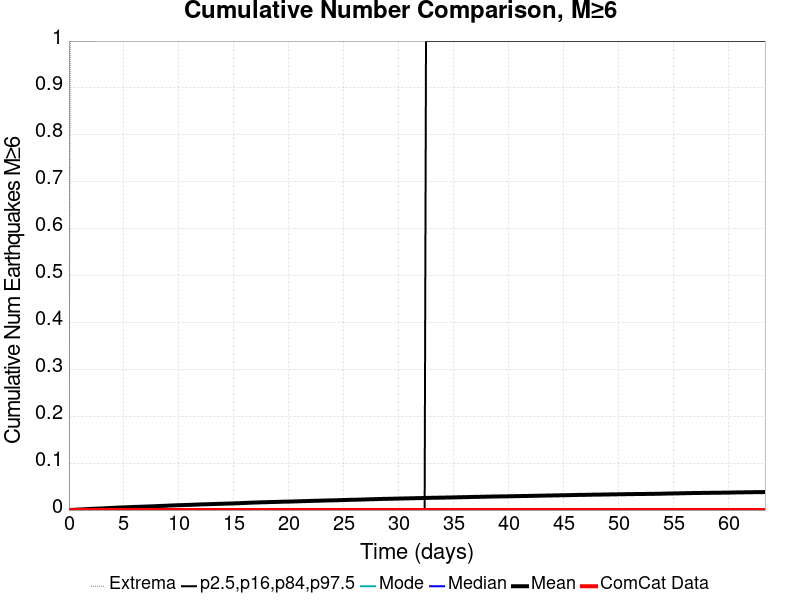 Cumulative Number Comparison, M≥6
Cumulative Num Earthquakes M≥6
1
0.9
0.8
0.7
0.6
0.5
0.4
0.3
0.2
0.1
0
0 5 10 15 20 25 30 35 40 45 50 55 60
Time (days)
Extrema p2.5,p16,p84,p97.5 Mode Median Mean ComCat Data